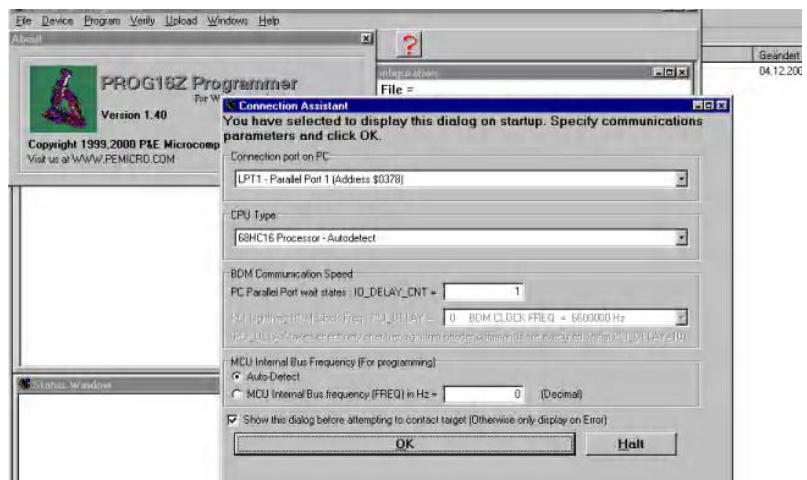 File Device Program Verify Upload Windows Help
About
PROG16Z Programmer
For W
Version 1.40
Copyright 1999,2000 P&E Microcomp
Visit us at WWW.PEMICRO.COM
File =
Geändert
04.12.200
Connection Assistant
You have selected to display this dialog on startup. Specify communications
parameters and click OK.
Connection port on PC
LPT1 - Parallel Port 1 (Address $0378)
CPU Type
68HC16 Processor - Autodetect
BDM Communication Speed
PC Parallel Port wait states : IO_DELAY_CNT = 1
0 BDM CLOCK FREQ. = 6600000 Hz
MCU Internal Bus Frequency (For programming)
Auto-Detect
MCU Internal Bus frequency (FREQ) in Hz = 0 (Decimal)
Show this dialog before attempting to contact target (Otherwise only display on Error)
OK Halt
Status Window